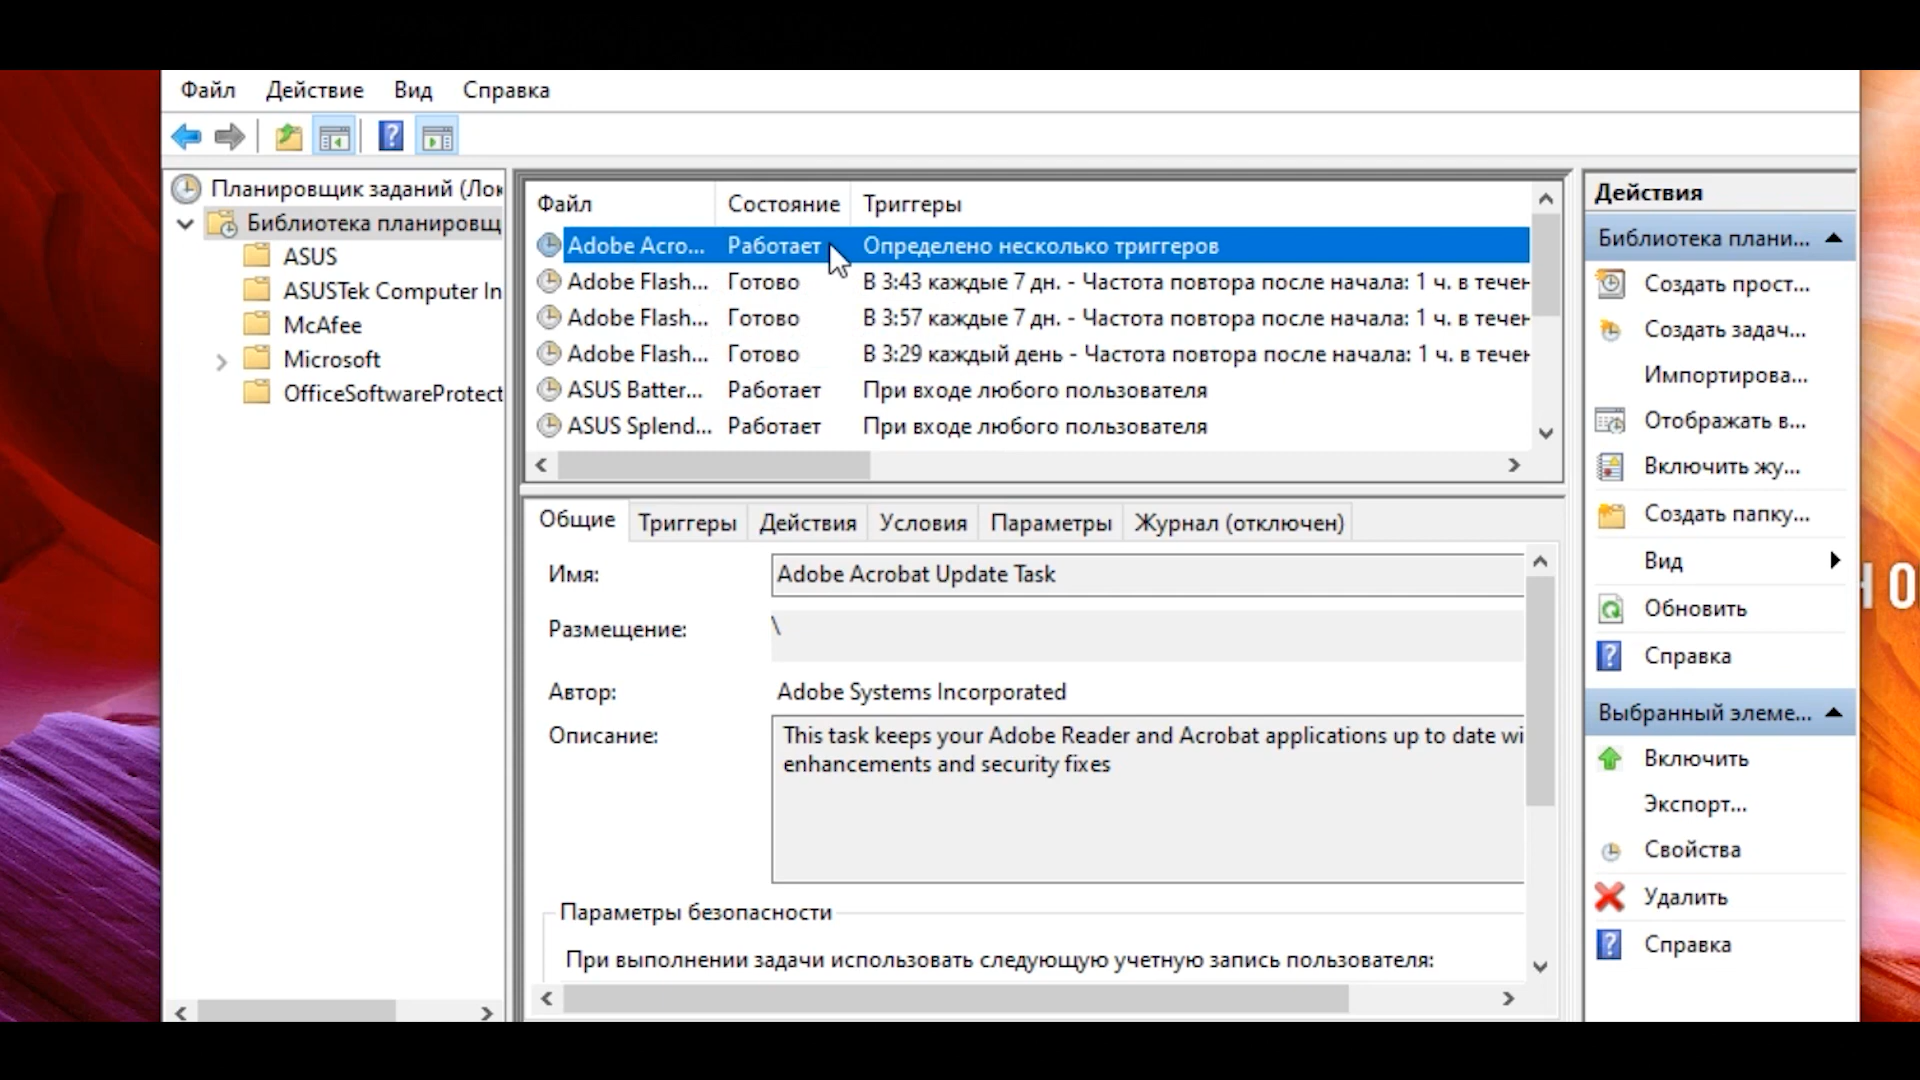 Файл Действие Вид Справка
Планировщик заданий (Лок
Библиотека планировщ
ASUS
ASUSTek Computer In
McAfee
Microsoft
OfficeSoftwareProtect
Файл Состояние Триггеры
Adobe Acro... Работает Определено несколько триггеров
Adobe Flash... Готово В 3:43 каждые 7 дн. - Частота повтора после начала: 1 ч. в течен
Adobe Flash... Готово В 3:57 каждые 7 дн. - Частота повтора после начала: 1 ч. в течен
Adobe Flash... Готово В 3:29 каждый день - Частота повтора после начала: 1 ч. в течен
ASUS Batter... Работает При входе любого пользователя
ASUS Splend... Работает При входе любого пользователя
Общие Триггеры Действия Условия Параметры Журнал (отключен)
Имя: Adobe Acrobat Update Task
Размещение: \
Автор: Adobe Systems Incorporated
Описание: This task keeps your Adobe Reader and Acrobat applications up to date wi
enhancements and security fixes
Параметры безопасности
При выполнении задачи использовать следующую учетную запись пользователя:
Действия
Библиотека плани...
Создать прост...
Создать задач...
Импортирова...
Отображать в...
Включить жу...
Создать папку...
Вид
Обновить
Справка
Выбранный элеме...
Включить
Экспорт...
Свойства
Удалить
Справка